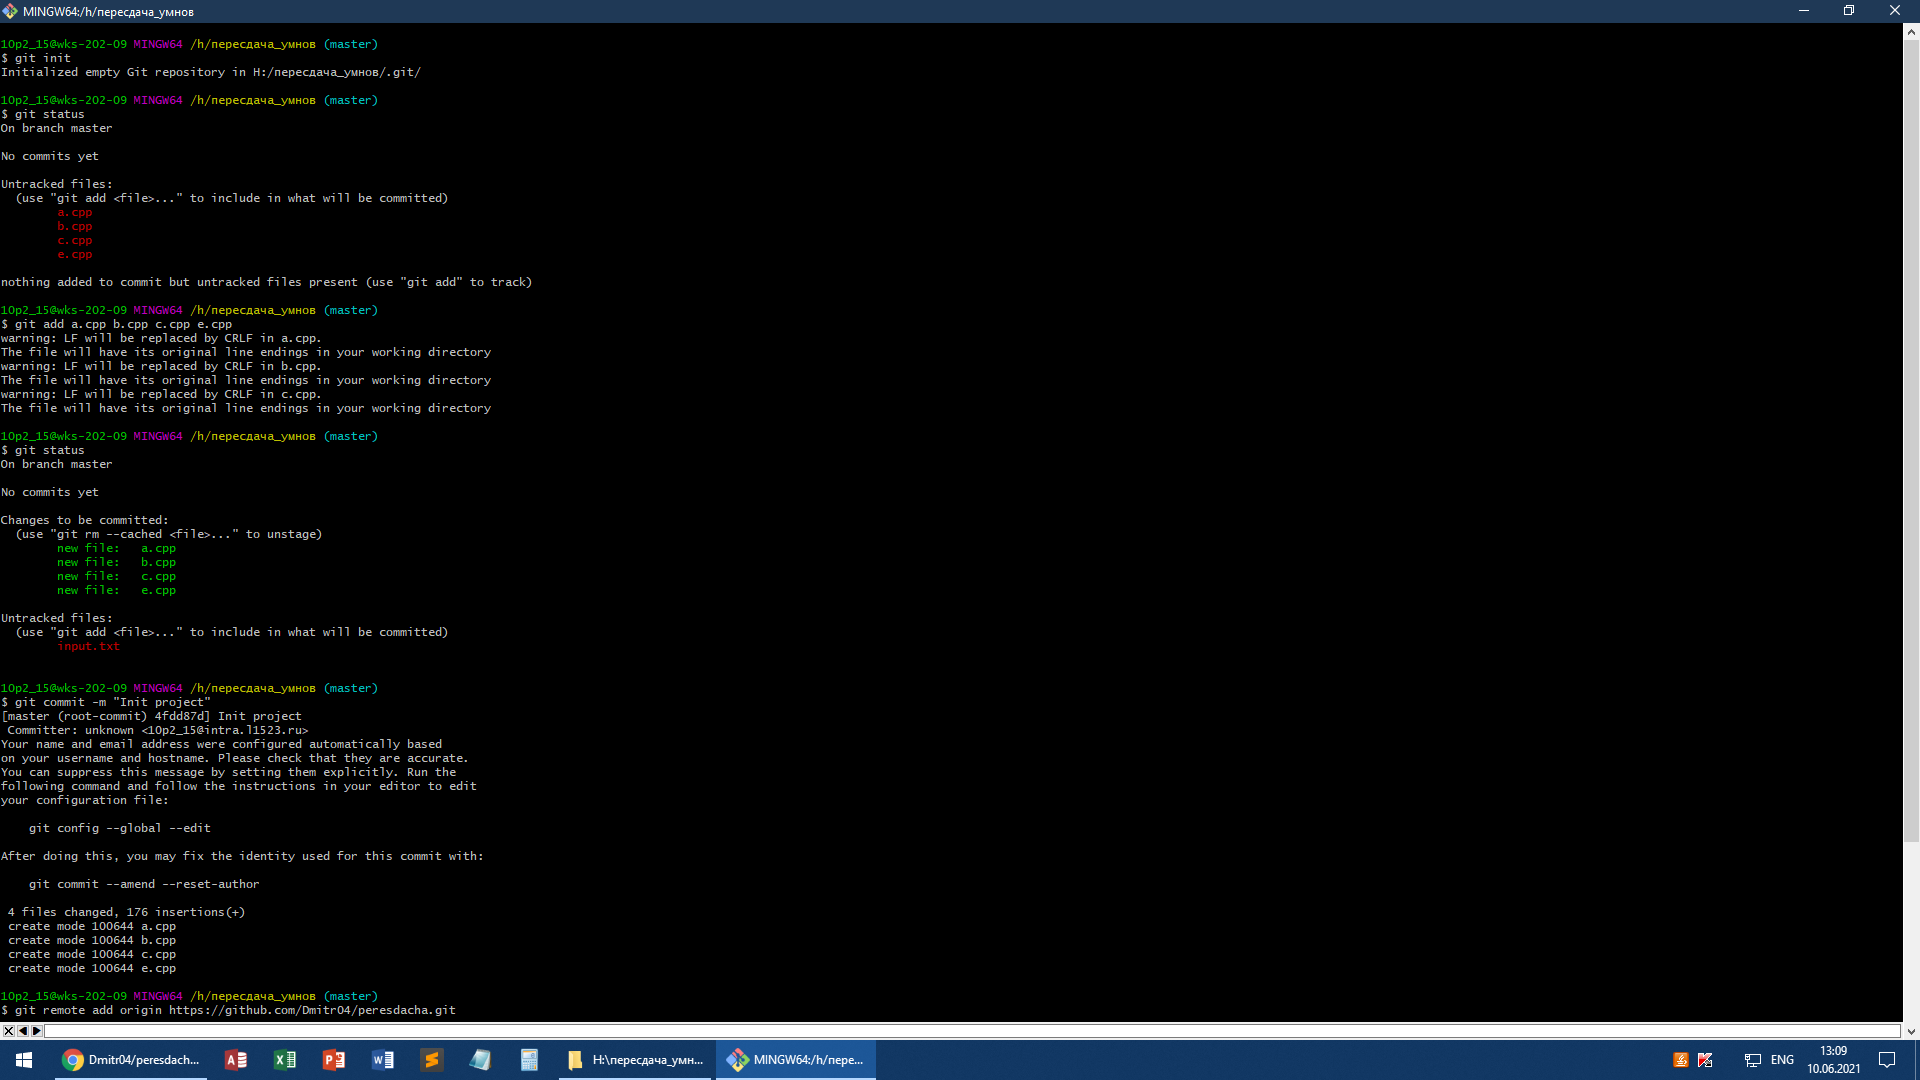 MINGW64:/h/пересдача_умнов
10p2_15@wks-202-09 MINGW64 /h/пересдача_умнов (master)
$ git init
Initialized empty Git repository in H:/пересдача_умнов/.git/
10p2_15@wks-202-09 MINGW64 /h/пересдача_умнов (master)
$ git status
On branch master
No commits yet
Untracked files:
(use "git add <file>..." to include in what will be committed)
a.cpp
b.cpp
c.cpp
e.cpp
nothing added to commit but untracked files present (use "git add" to track)
10p2_15@wks-202-09 MINGW64 /h/пересдача_умнов (master)
$ git add a.cpp b.cpp c.cpp e.cpp
warning: LF will be replaced by CRLF in a.cpp.
The file will have its original line endings in your working directory
warning: LF will be replaced by CRLF in b.cpp.
The file will have its original line endings in your working directory
warning: LF will be replaced by CRLF in c.cpp.
The file will have its original line endings in your working directory
10p2_15@wks-202-09 MINGW64 /h/пересдача_умнов (master)
$ git status
On branch master
No commits yet
Changes to be committed:
(use "git rm --cached <file>..." to unstage)
new file:   a.cpp
new file:   b.cpp
new file:   c.cpp
new file:   e.cpp
Untracked files:
(use "git add <file>..." to include in what will be committed)
input.txt
10p2_15@wks-202-09 MINGW64 /h/пересдача_умнов (master)
$ git commit -m "Init project"
[master (root-commit) 4fdd87d] Init project
Committer: unknown <10p2_15@intra.l1523.ru>
Your name and email address were configured automatically based
on your username and hostname. Please check that they are accurate.
You can suppress this message by setting them explicitly. Run the
following command and follow the instructions in your editor to edit
your configuration file:
git config --global --edit
After doing this, you may fix the identity used for this commit with:
git commit --amend --reset-author
4 files changed, 176 insertions(+)
create mode 100644 a.cpp
create mode 100644 b.cpp
create mode 100644 c.cpp
create mode 100644 e.cpp
10p2_15@wks-202-09 MINGW64 /h/пересдача_умнов (master)
$ git remote add origin https://github.com/Dmitr04/peresdacha.git
Dmitr04/peresdach...
H:\пересдача_умн...
MINGW64:/h/пере...
ENG
13:09
10.06.2021